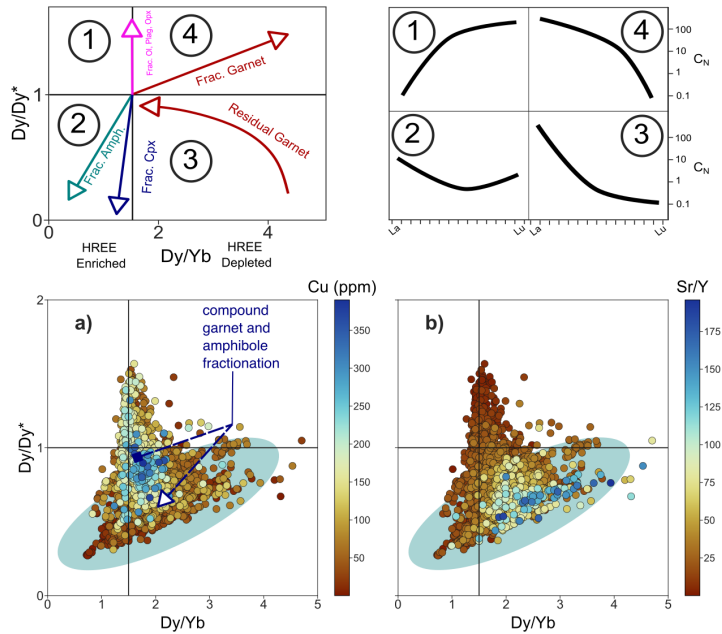 1
4
Frac. Ol, Plag, Opx
Frac. Garnet
Dy/Dy*
1
2
Frac. Amph.
Frac. Cpx
3
Residual Garnet
0
0
2
4
HREE
Enriched
Dy/Yb
HREE
Depleted
1
4
100
10
1
0.1
C_N
2
3
100
10
1
0.1
C_N
La
Lu
La
Lu
Cu (ppm)
a)
compound
garnet and
amphibole
fractionation
2
1
0
Dy/Dy*
0
1
2
3
4
5
Dy/Yb
350
300
250
200
150
100
50
Sr/Y
b)
0
1
2
3
4
5
Dy/Yb
175
150
125
100
75
50
25